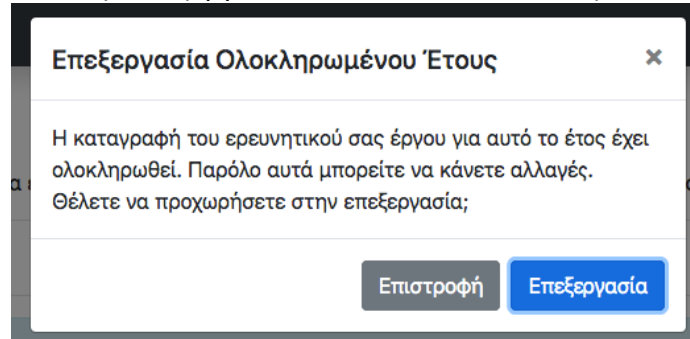 Επεξεργασία Ολοκληρωμένου Έτους ×
Η καταγραφή του ερευνητικού σας έργου για αυτό το έτος έχει
ολοκληρωθεί. Παρόλο αυτά μπορείτε να κάνετε αλλαγές.
Θέλετε να προχωρήσετε στην επεξεργασία;
Επιστροφή Επεξεργασία